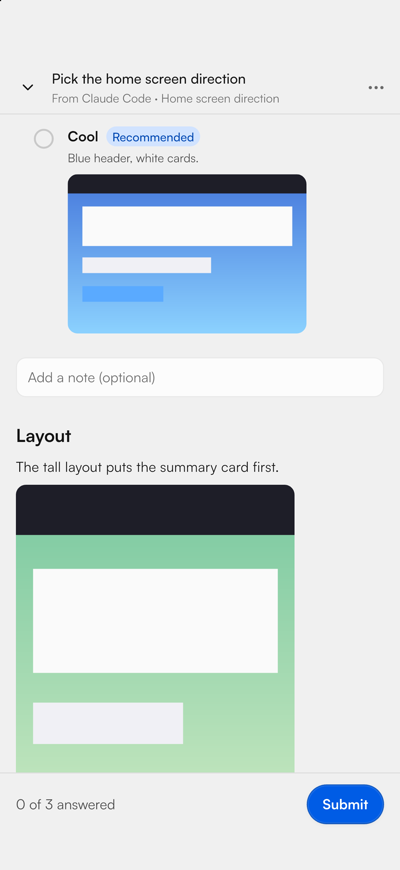 Pick the home screen direction
From Claude Code • Home screen direction
Cool Recommended
Blue header, white cards.
Add a note (optional)
Layout
The tall layout puts the summary card first.
0 of 3 answered
Submit